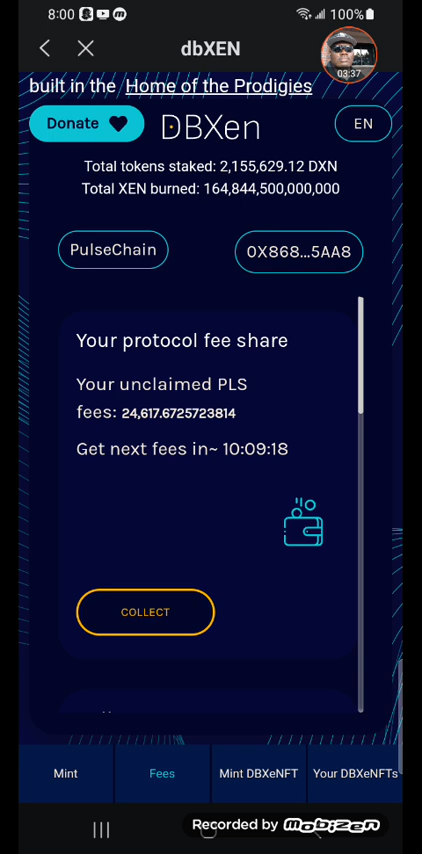 8:00
100%
dbXEN
03:37
built in the Home of the Prodigies
Donate
DBXen
EN
Total tokens staked: 2,155,629.12 DXN
Total XEN burned: 164,844,500,000,000
PulseChain
0X868...5AA8
Your protocol fee share
Your unclaimed PLS
fees: 24,617.6725723814
Get next fees in~ 10:09:18
COLLECT
Mint
Fees
Mint DBXeNFT
Your DBXeNFTs
Recorded by MOBIZEN